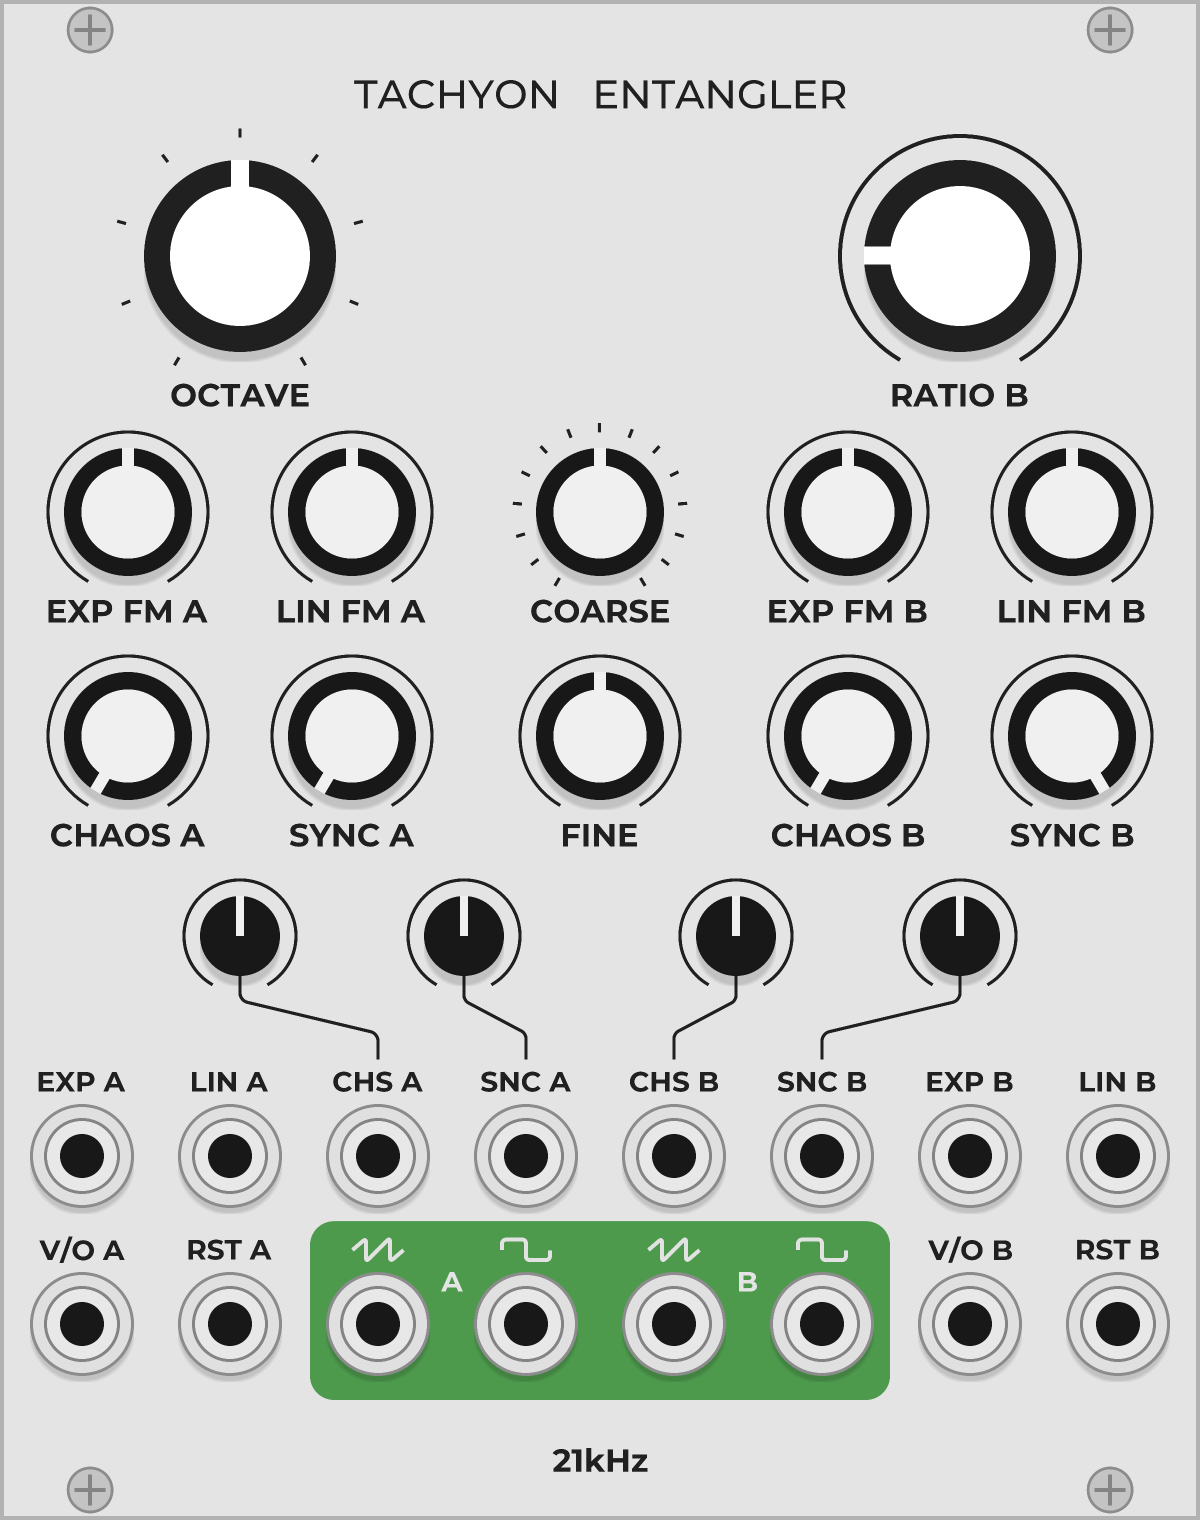 TACHYON ENTANGLER
OCTAVE RATIO B
EXP FM A LIN FM A COARSE EXP FM B LIN FM B
CHAOS A SYNC A FINE CHAOS B SYNC B
EXP A LIN A CHS A SNC A CHS B SNC B EXP B LIN B
V/O A RST A V/O B RST B
A B
21kHz